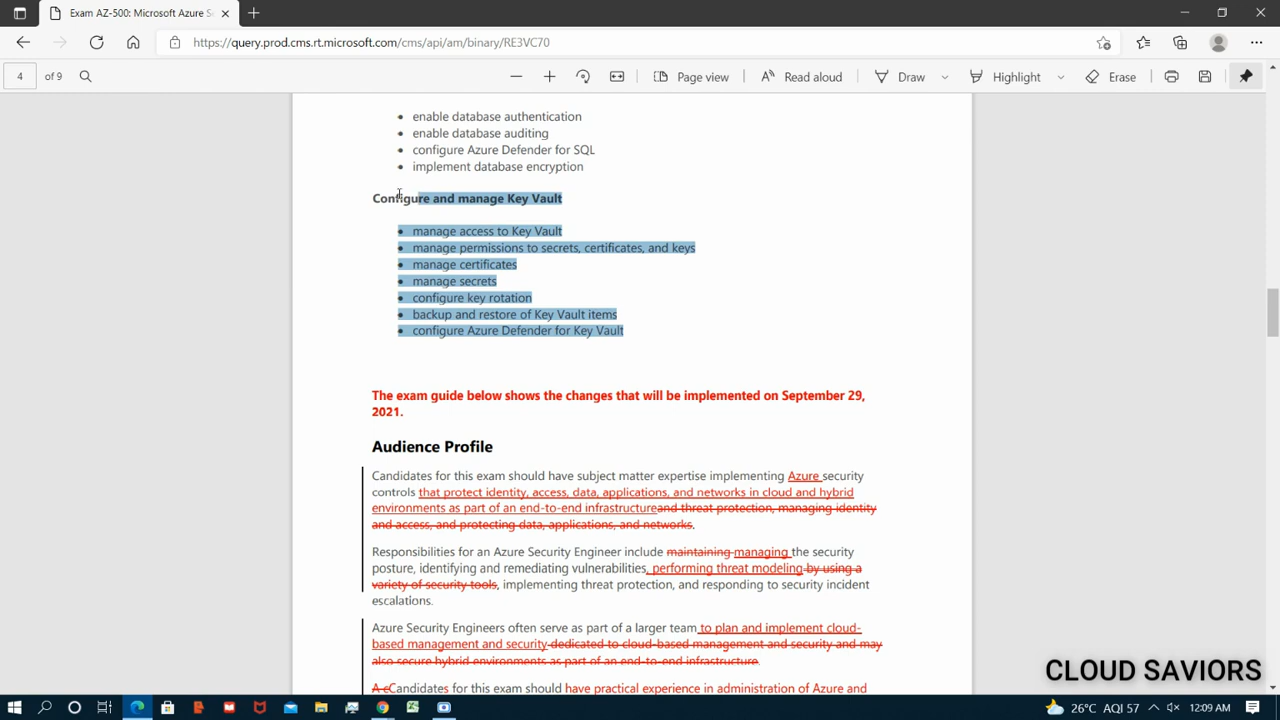 Exam AZ-500: Microsoft Azure S
https://query.prod.cms.rt.microsoft.com/cms/api/am/binary/RE3VC70
4 of 9 Page view Read aloud Draw Highlight Erase
• enable database authentication
• enable database auditing
• configure Azure Defender for SQL
• implement database encryption
Configure and manage Key Vault
• manage access to Key Vault
• manage permissions to secrets, certificates, and keys
• manage certificates
• manage secrets
• configure key rotation
• backup and restore of Key Vault items
• configure Azure Defender for Key Vault
The exam guide below shows the changes that will be implemented on September 29,
2021.
Audience Profile
Candidates for this exam should have subject matter expertise implementing Azure security
controls that protect identity, access, data, applications, and networks in cloud and hybrid
environments as part of an end-to-end infrastructureand threat protection, managing identity
and access, and protecting data, applications, and networks.
Responsibilities for an Azure Security Engineer include maintaining managing the security
posture, identifying and remediating vulnerabilities, performing threat modeling by using a
variety of security tools, implementing threat protection, and responding to security incident
escalations.
Azure Security Engineers often serve as part of a larger team to plan and implement cloud-
based management and security dedicated to cloud-based management and security and may
also secure hybrid environments as part of an end-to-end infrastructure.
A cCandidates for this exam should have practical experience in administration of Azure and
CLOUD SAVIORS
26°C AQI 57 12:09 AM